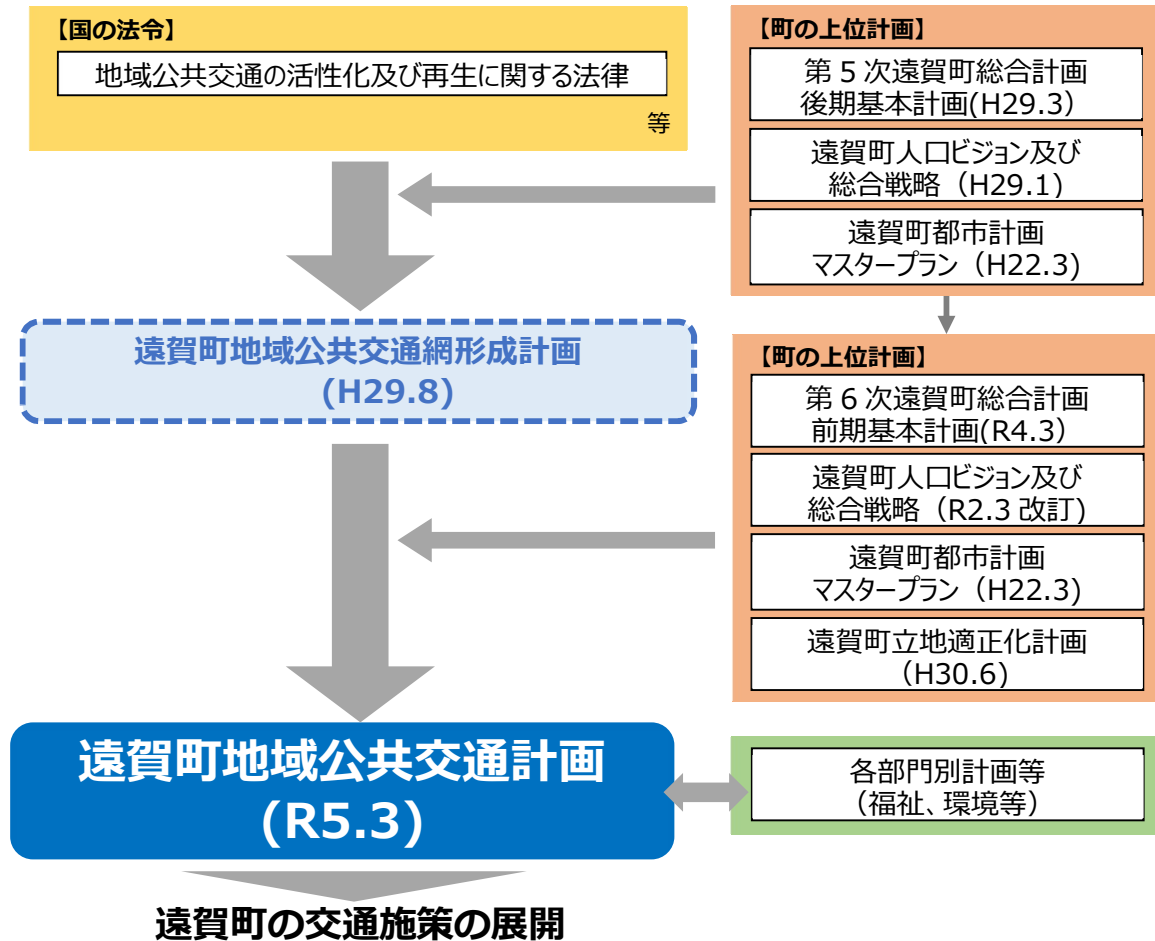 【国の法令】
地域公共交通の活性化及び再生に関する法律
等
【町の上位計画】
第5次遠賀町総合計画
後期基本計画(H29.3)
遠賀町人口ビジョン及び
総合戦略（H29.1)
遠賀町都市計画
マスタープラン（H22.3)
遠賀町地域公共交通網形成計画
(H29.8)
【町の上位計画】
第6次遠賀町総合計画
前期基本計画(R4.3)
遠賀町人口ビジョン及び
総合戦略（R2.3 改訂)
遠賀町都市計画
マスタープラン（H22.3)
遠賀町立地適正化計画
（H30.6)
遠賀町地域公共交通計画
(R5.3)
各部門別計画等
（福祉、環境等）
遠賀町の交通施策の展開